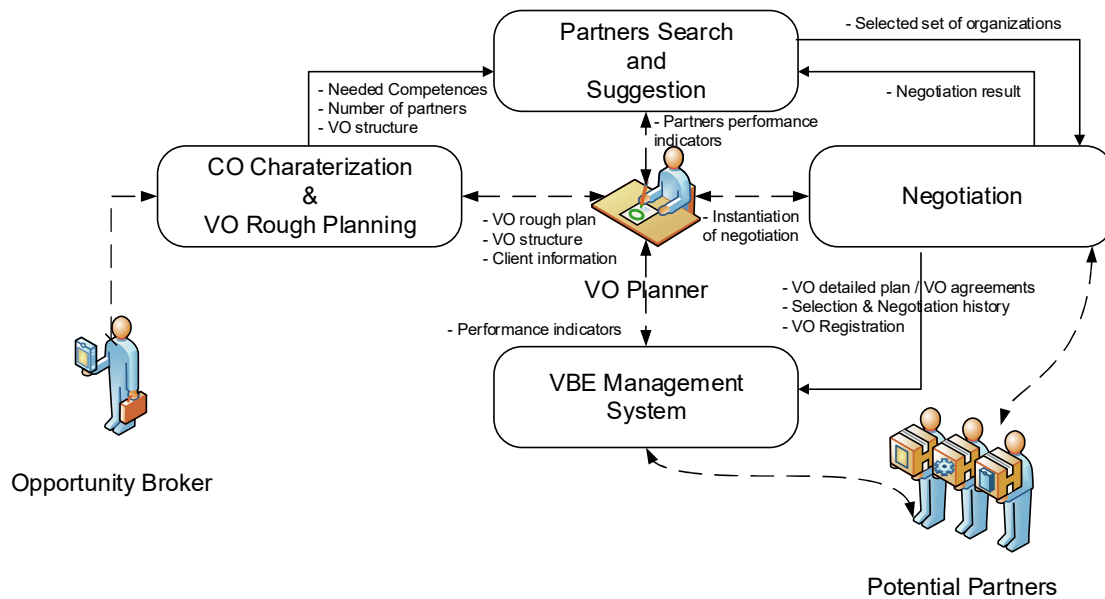 Partners Search
and
Suggestion
- Selected set of organizations
- Negotiation result
- Needed Competences
- Number of partners
- VO structure
- Partners performance
indicators
CO Charaterization
&
VO Rough Planning
Negotiation
- VO rough plan
- VO structure
- Client information
- Instantiation
of negotiation
VO Planner
- VO detailed plan / VO agreements
- Selection & Negotiation history
- VO Registration
- Performance indicators
VBE Management
System
Opportunity Broker
Potential Partners